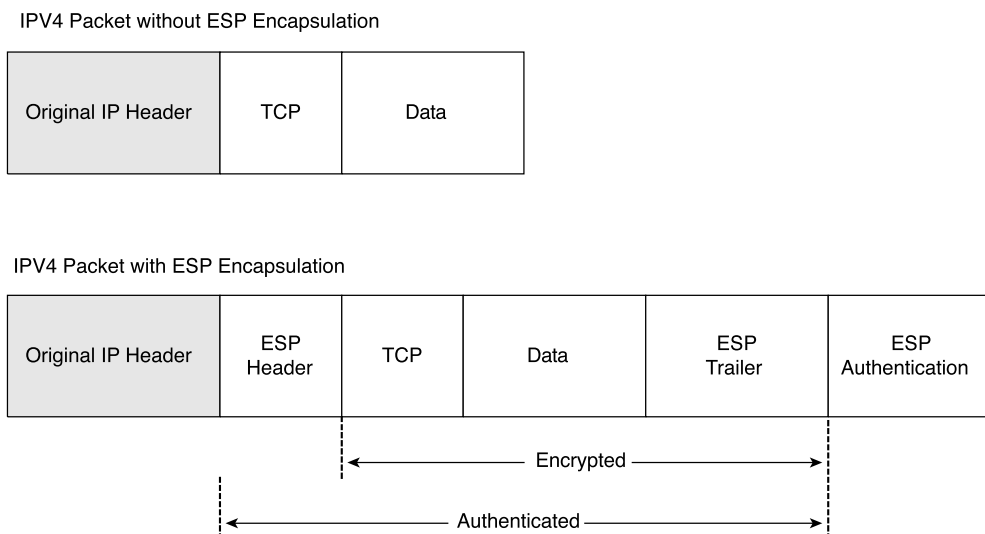 IPV4 Packet without ESP Encapsulation
Original IP Header
TCP
Data
IPV4 Packet with ESP Encapsulation
Original IP Header
ESP
Header
TCP
Data
ESP
Trailer
ESP
Authentication
Encrypted
Authenticated